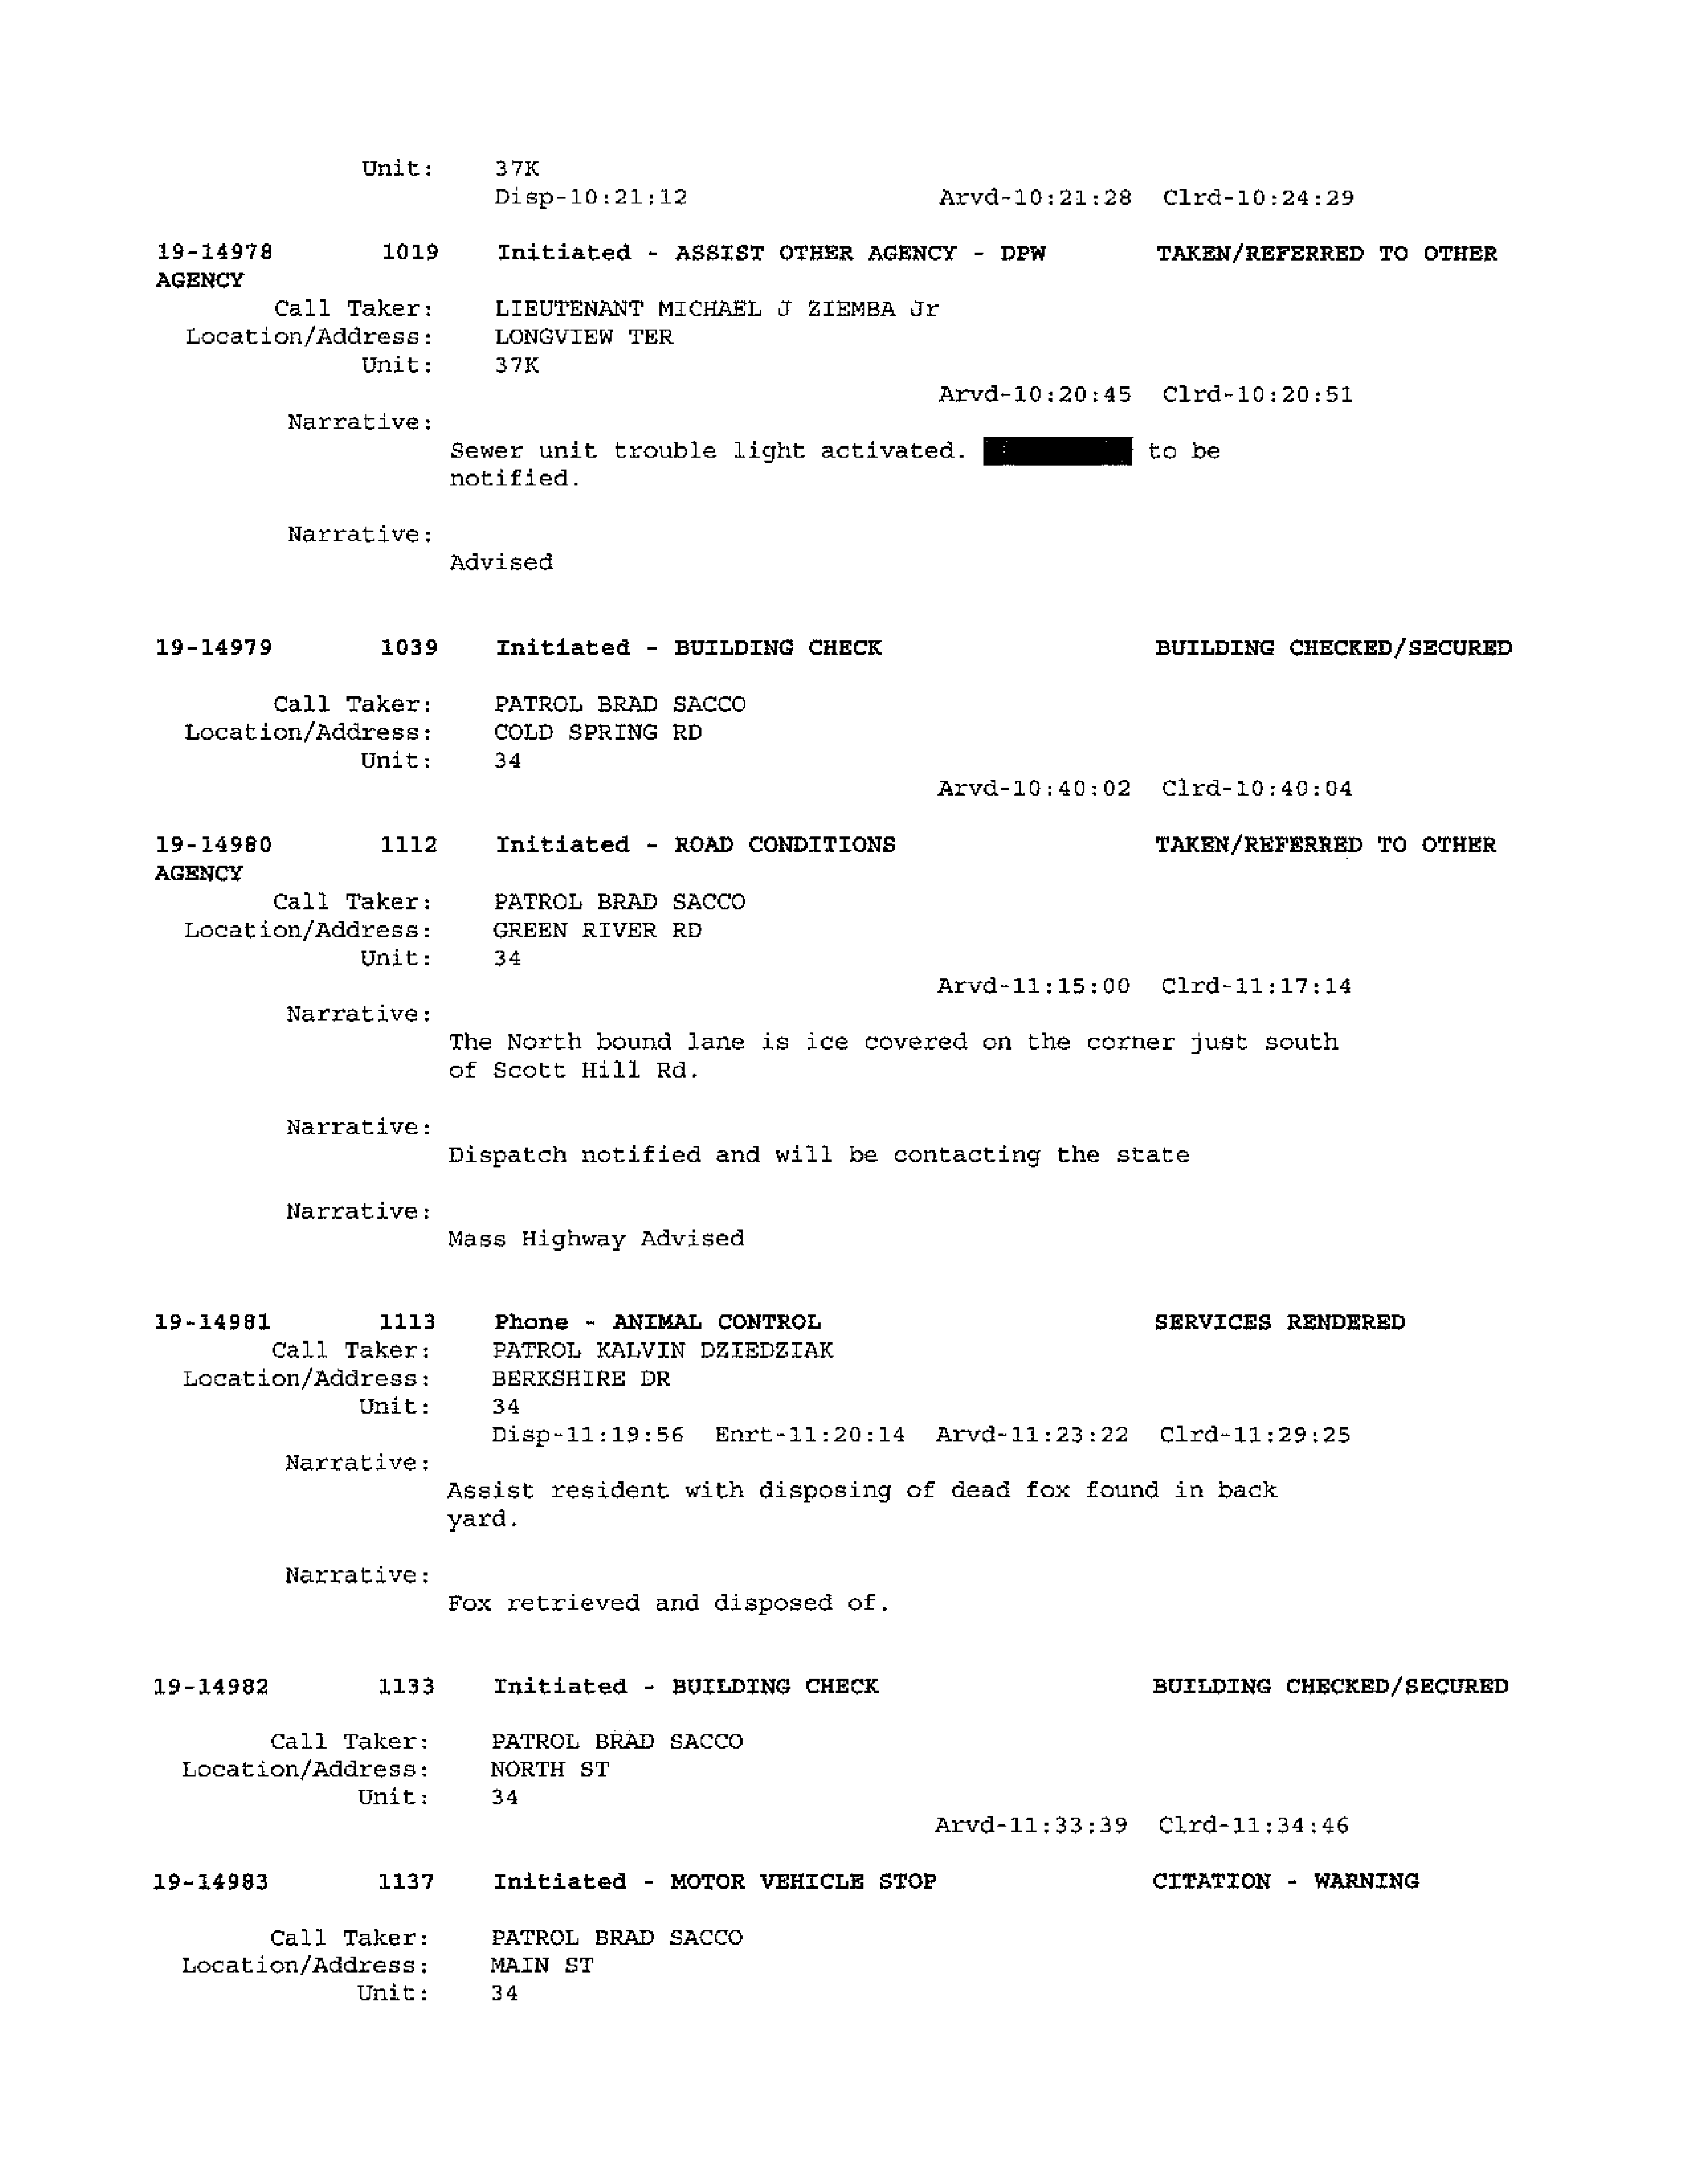 Unit: 37K
Disp-10:21:12 Arvd-10:21:28 Clrd-10:24:29
19-14978 1019 Initiated - ASSIST OTHER AGENCY - DPW TAKEN/REFERRED TO OTHER
AGENCY
Call Taker: LIEUTENANT MICHAEL J ZIEMBA Jr
Location/Address: LONGVIEW TER
Unit: 37K
Arvd-10:20:45 Clrd-10:20:51
Narrative:
Sewer unit trouble light activated. to be
notified.
Narrative:
Advised
19-14979 1039 Initiated - BUILDING CHECK BUILDING CHECKED/SECURED
Call Taker: PATROL BRAD SACCO
Location/Address: COLD SPRING RD
Unit: 34
Arvd-10:40:02 Clrd-10:40:04
19-14980 1112 Initiated - ROAD CONDITIONS TAKEN/REFERRED TO OTHER
AGENCY
Call Taker: PATROL BRAD SACCO
Location/Address: GREEN RIVER RD
Unit: 34
Arvd-11:15:00 Clrd-11:17:14
Narrative:
The North bound lane is ice covered on the corner just south
of Scott Hill Rd.
Narrative:
Dispatch notified and will be contacting the state
Narrative:
Mass Highway Advised
19-14981 1113 Phone - ANIMAL CONTROL SERVICES RENDERED
Call Taker: PATROL KALVIN DZIEDZIAK
Location/Address: BERKSHIRE DR
Unit: 34
Disp-11:19:56 Enrt-11:20:14 Arvd-11:23:22 Clrd-11:29:25
Narrative:
Assist resident with disposing of dead fox found in back
yard.
Narrative:
Fox retrieved and disposed of.
19-14982 1133 Initiated - BUILDING CHECK BUILDING CHECKED/SECURED
Call Taker: PATROL BRAD SACCO
Location/Address: NORTH ST
Unit: 34
Arvd-11:33:39 Clrd-11:34:46
19-14983 1137 Initiated - MOTOR VEHICLE STOP CITATION - WARNING
Call Taker: PATROL BRAD SACCO
Location/Address: MAIN ST
Unit: 34